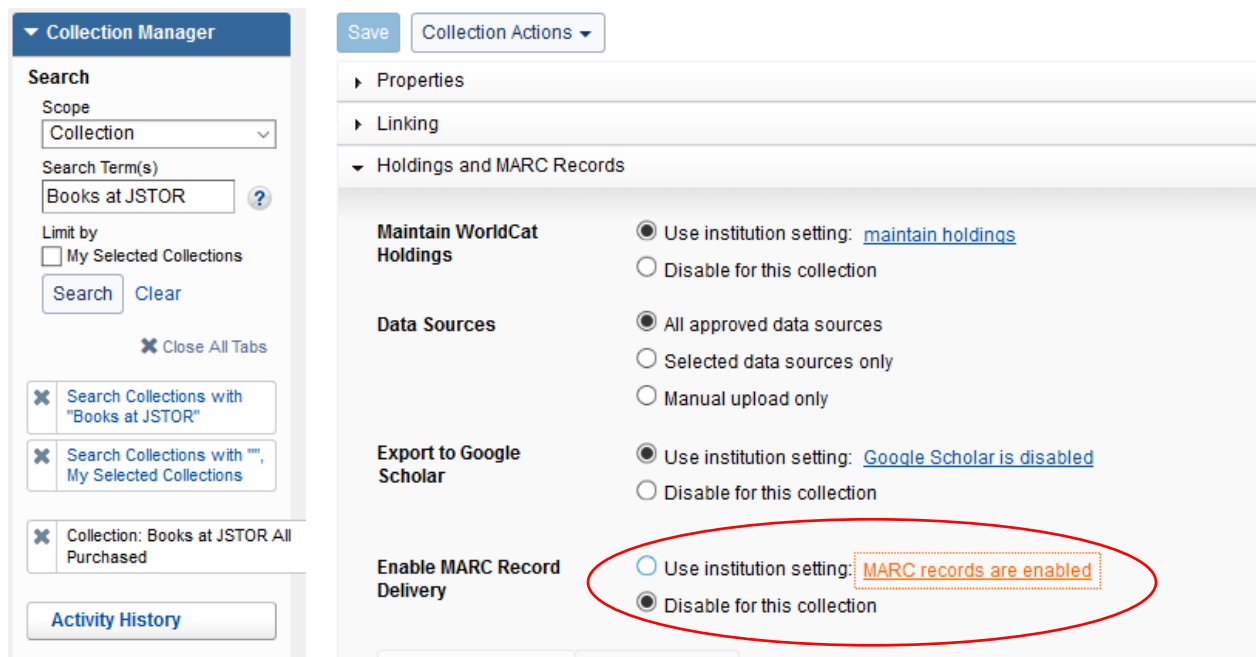 Collection Manager
Search
Scope
Collection
Search Term(s)
Books at JSTOR
?
Limit by
My Selected Collections
Search Clear
Close All Tabs
Search Collections with
"Books at JSTOR"
Search Collections with "",
My Selected Collections
Collection: Books at JSTOR All
Purchased
Activity History
Save Collection Actions
Properties
Linking
Holdings and MARC Records
Maintain WorldCat
Holdings
Use institution setting: maintain holdings
Disable for this collection
Data Sources
All approved data sources
Selected data sources only
Manual upload only
Export to Google
Scholar
Use institution setting: Google Scholar is disabled
Disable for this collection
Enable MARC Record
Delivery
Use institution setting: MARC records are enabled
Disable for this collection